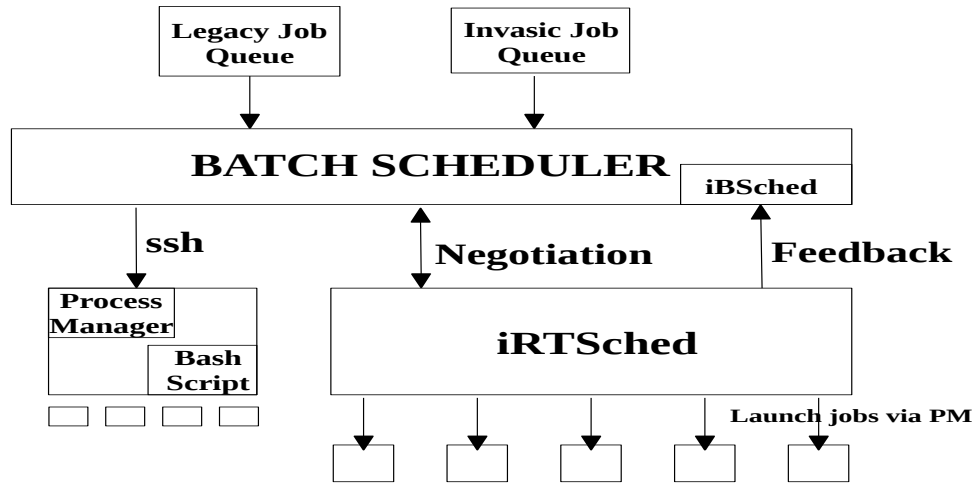 Legacy Job
Queue
Invasic Job
Queue
BATCH SCHEDULER
iBSched
ssh
Negotiation
Feedback
Process
Manager
Bash
Script
iRTSched
Launch jobs via PM